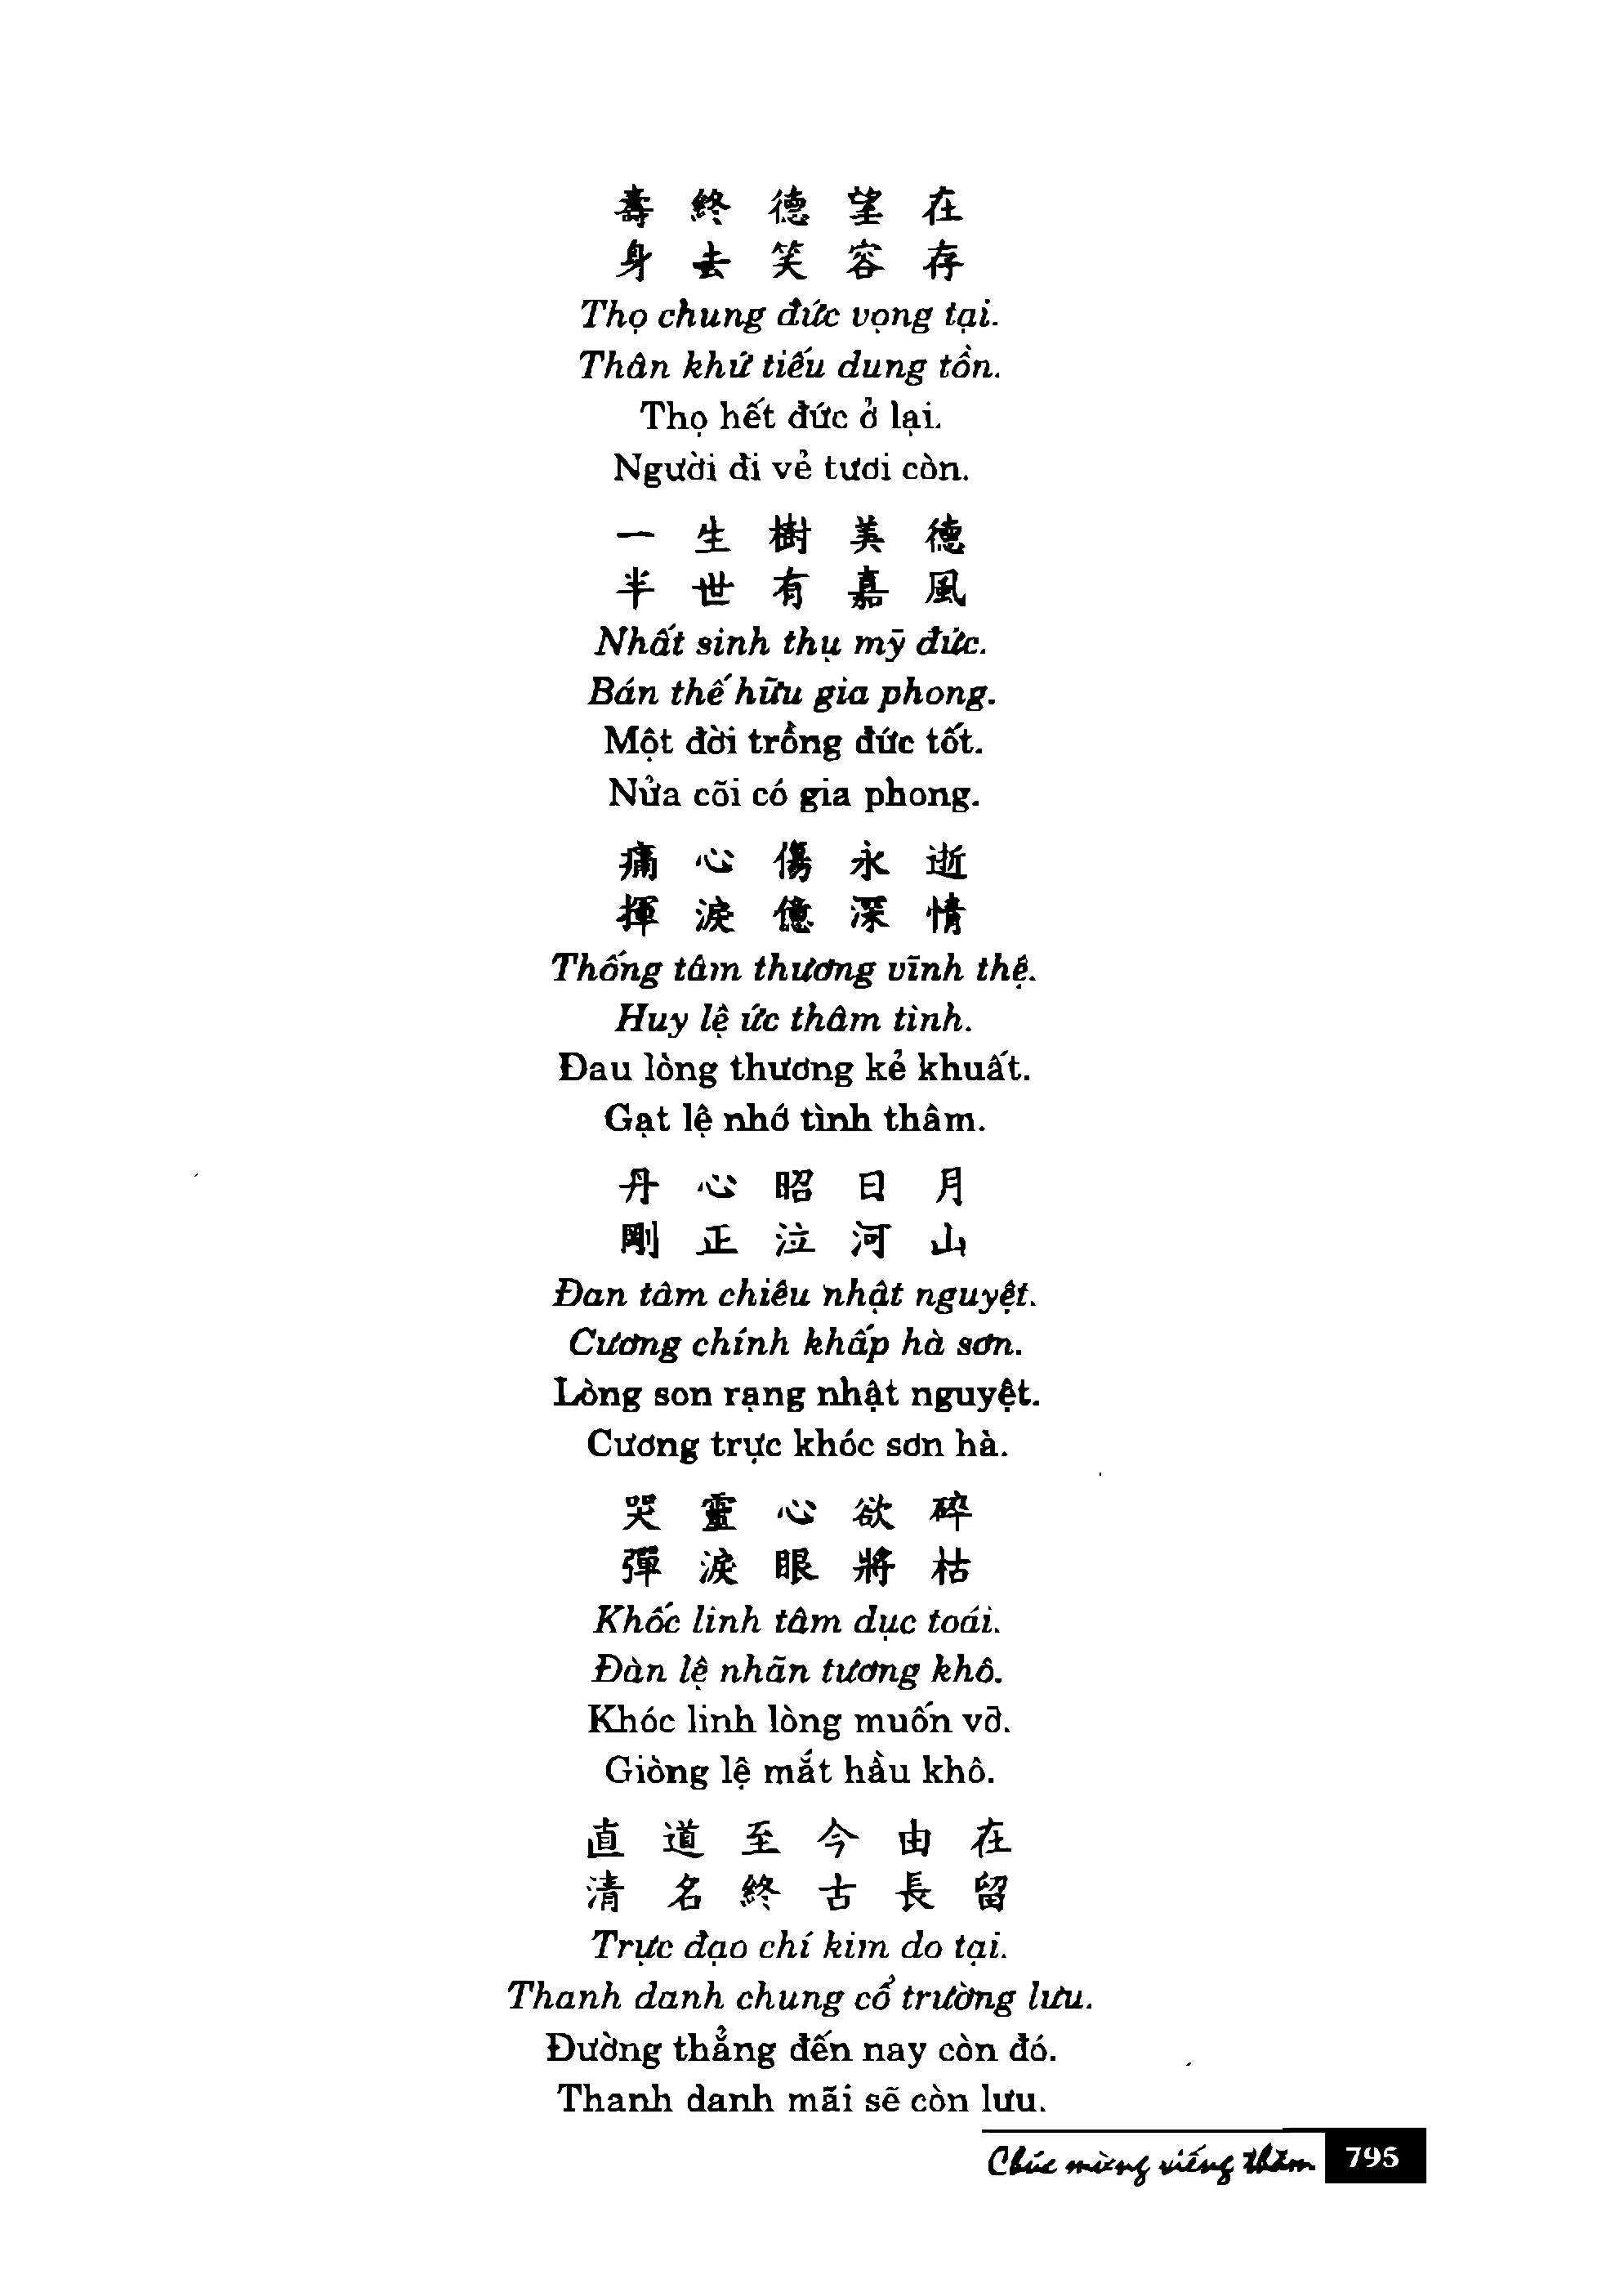 壽終德望在
身去笑容存
Thọ chung đức vọng tại.
Thân khứ tiếu dung tồn.
Thọ hết đức ở lại.
Người đi vẻ tươi còn.
一生樹美德
半世有嘉風
Nhất sinh thụ mỹ đức.
Bán thế hữu gia phong.
Một đời trồng đức tốt.
Nửa cõi có gia phong.
痛心傷永逝
揮淚億深情
Thống tâm thương vĩnh thệ.
Huy lệ ức thâm tình.
Đau lòng thương kẻ khuất.
Gạt lệ nhớ tình thâm.
丹心昭日月
剛正泣河山
Đan tâm chiêu nhật nguyệt.
Cương chính khấp hà sơn.
Lòng son rạng nhật nguyệt.
Cương trực khóc sơn hà.
哭靈心欲碎
彈淚眼將枯
Khốc linh tâm dục toái.
Đàn lệ nhãn tương khô.
Khóc linh lòng muốn vỡ.
Giòng lệ mắt hầu khô.
直道至今由在
清名終古長留
Trực đạo chí kim do tại.
Thanh danh chung cổ trường lưu.
Đường thẳng đến nay còn đó.
Thanh danh mãi sẽ còn lưu.
Chúc mừng viếng thăm 795